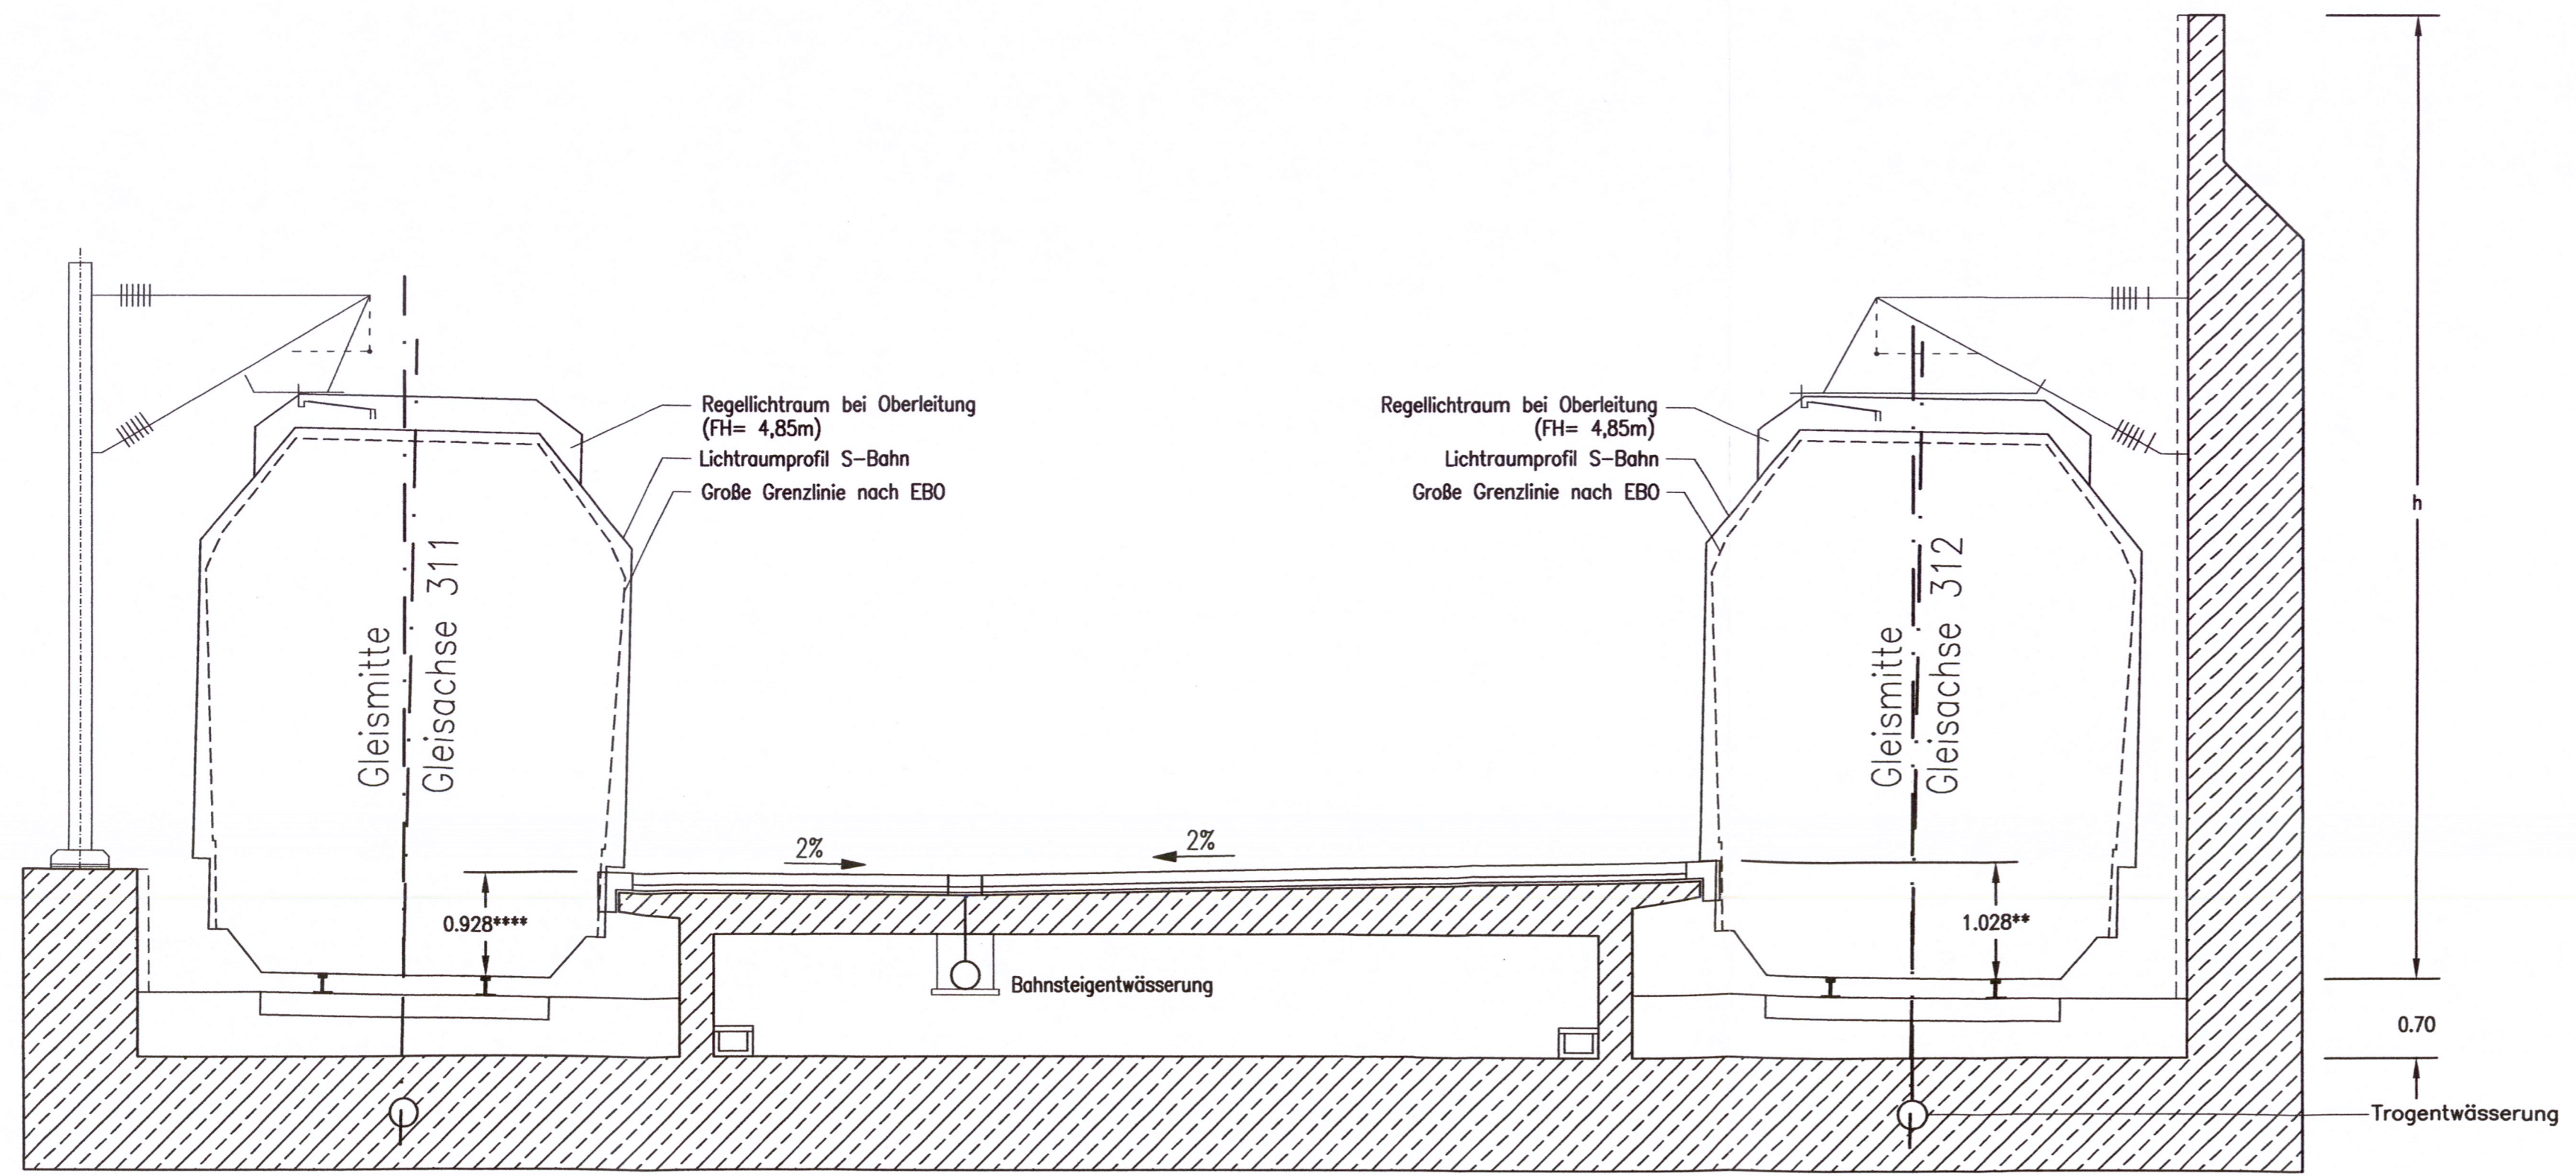 Regellichtraum bei Oberleitung
(FH= 4,85m)
Lichtraumprofil S-Bahn
Große Grenzlinie nach EBO
Regellichtraum bei Oberleitung
(FH= 4,85m)
Lichtraumprofil S-Bahn
Große Grenzlinie nach EBO
h
Gleismitte
Gleisachse 311
Gleismitte
Gleisachse 312
2%
2%
0.928****
1.028**
Bahnsteigentwässerung
0.70
Trogentwässerung